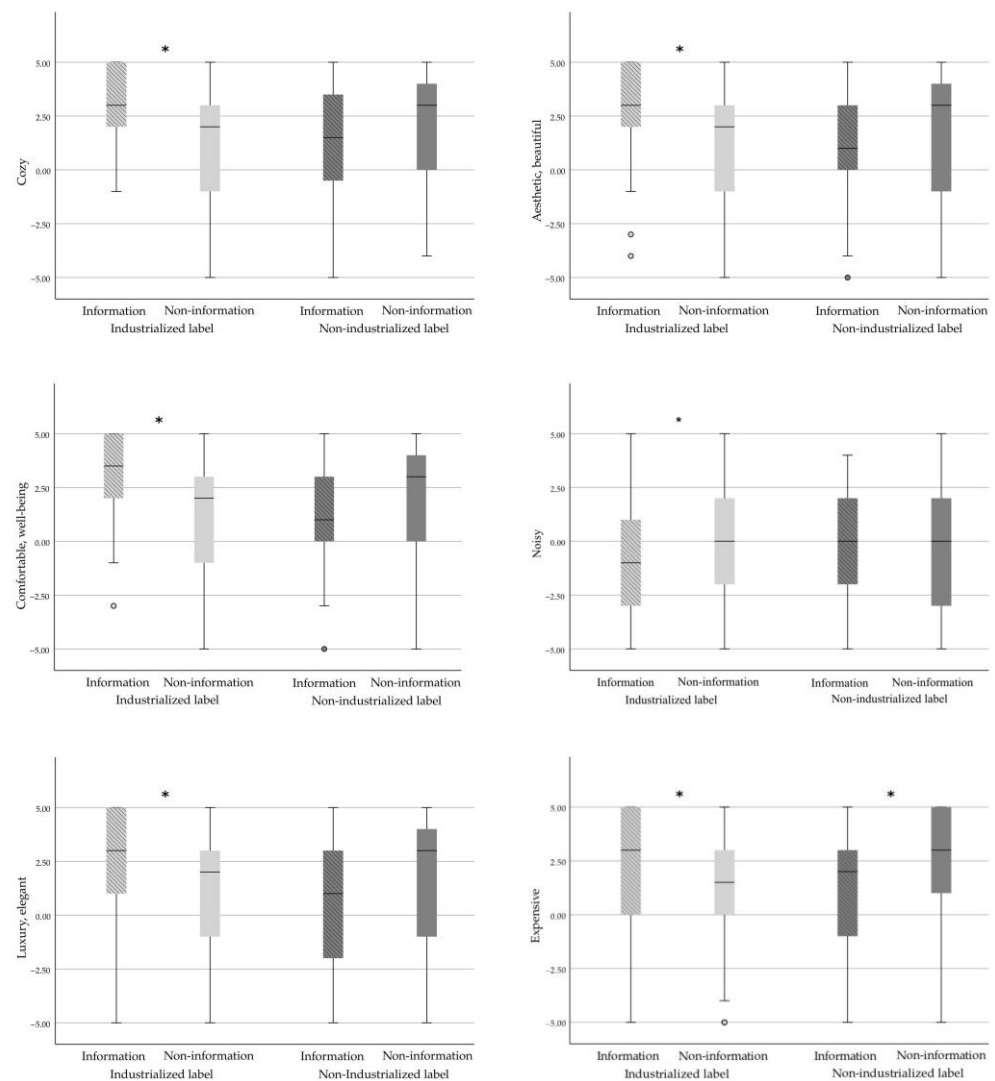 *
5.00
2.50
0.00
−2.50
−5.00
Cozy
Information Non-information Information Non-information
Industrialized label Non-industrialized label
*
5.00
2.50
0.00
−2.50
−5.00
Aesthetic, beautiful
Information Non-information Information Non-information
Industrialized label Non-industrialized label
*
5.00
2.50
0.00
−2.50
−5.00
Comfortable, well-being
Information Non-information Information Non-information
Industrialized label Non-industrialized label
*
5.00
2.50
0.00
−2.50
−5.00
Noisy
Information Non-information Information Non-information
Industrialized label Non-industrialized label
*
5.00
2.50
0.00
−2.50
−5.00
Luxury, elegant
Information Non-information Information Non-information
Industrialized label Non-Industrialized label
* *
5.00
2.50
0.00
−2.50
−5.00
Expensive
Information Non-information Information Non-information
Industrialized label Non-industrialized label